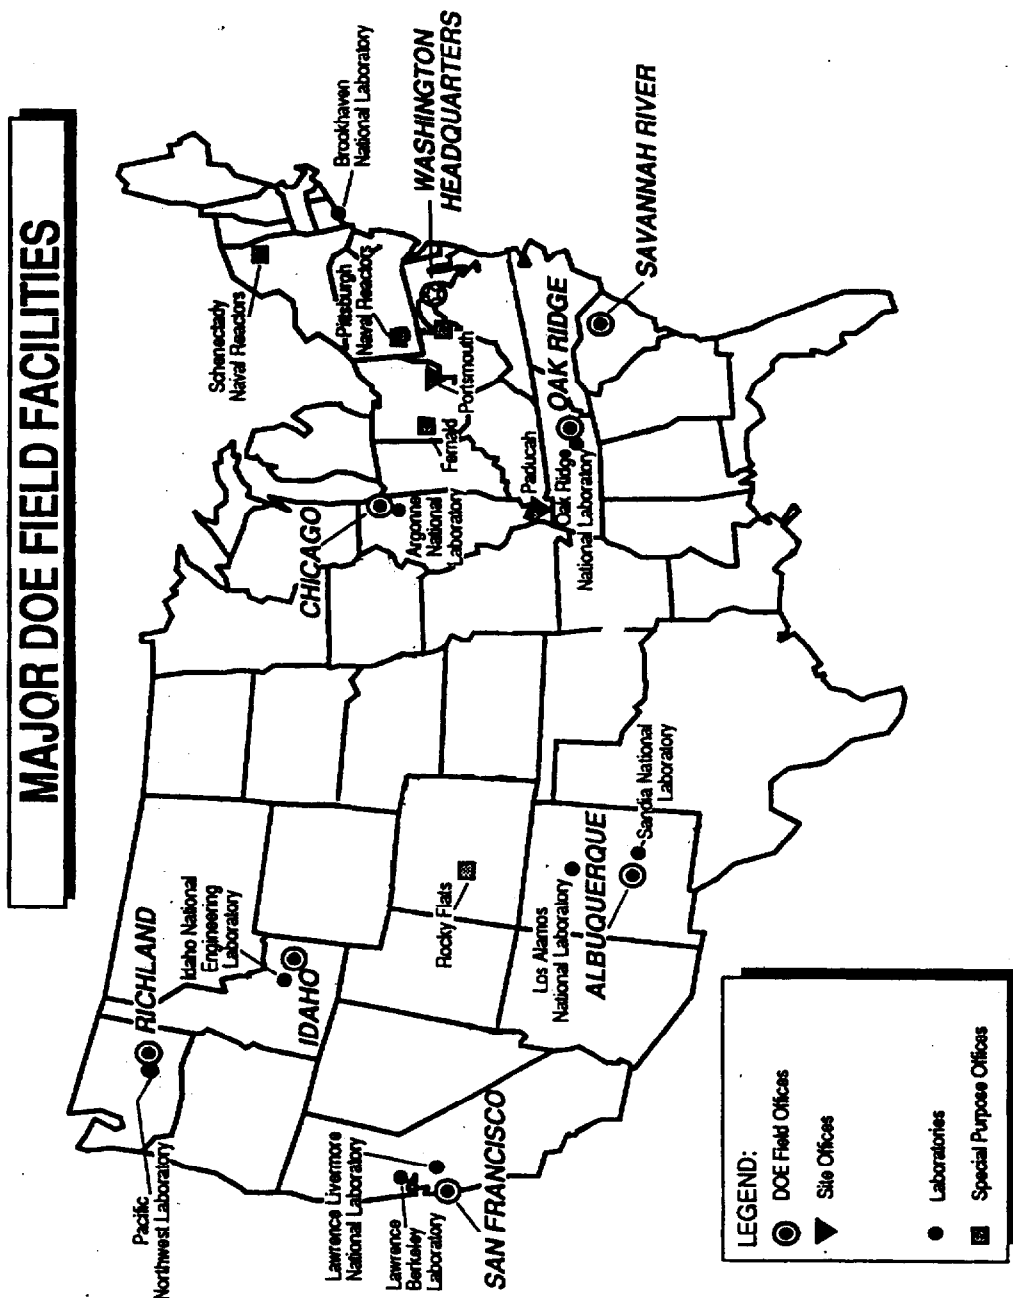 MAJOR DOE FIELD FACILITIES
Pacific
Northwest Laboratory
RICHLAND
Idaho National
Engineering
Laboratory
IDAHO
Lawrence Livermore
National Laboratory
Lawrence
Berkeley
Laboratory
SAN FRANCISCO
Rocky Flats
Los Alamos
National Laboratory
ALBUQUERQUE
Sandia National
Laboratory
CHICAGO
Argonne
National
Laboratory
Schenectady
Naval Reactors
Pittsburgh
Naval Reactors
Brookhaven
National Laboratory
WASHINGTON
HEADQUARTERS
Fernald
Portsmouth
Paducah
Oak Ridge
National Laboratory
OAK RIDGE
SAVANNAH RIVER
LEGEND:
DOE Field Offices
Site Offices
Laboratories
Special Purpose Offices